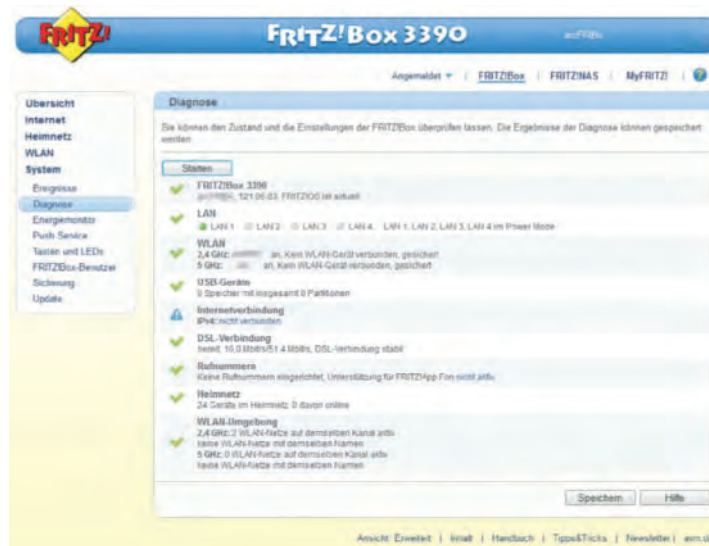 FRITZ!
FRITZ!Box 3390
Angemeldet | FRITZ!Box | FRITZ!NAS | MyFRITZ! | ?
Übersicht
Internet
Heimnetz
WLAN
System
Ereignisse
Diagnose
Energiemonitor
Push Service
Tasten und LEDs
FRITZ!Box-Benutzer
Sicherung
Update
Diagnose
Sie können den Zustand und die Einstellungen der FRITZ!Box überprüfen lassen. Die Ergebnisse der Diagnose können gespeichert
werden.
Starten
FRITZ!Box 3390
121.06.03, FRITZ!OS ist aktuell
LAN
LAN 1 LAN 2 LAN 3 LAN 4, LAN 1, LAN 2, LAN 3, LAN 4 im Power Mode
WLAN
2,4 GHz: an, Kein WLAN-Gerät verbunden, gesichert
5 GHz: an, Kein WLAN-Gerät verbunden, gesichert
USB-Geräte
0 Speicher mit insgesamt 0 Partitionen
Internetverbindung
IPv4: nicht verbunden
DSL-Verbindung
bereit, 10,0 Mbit/s/51,4 Mbit/s, DSL-Verbindung stabil
Rufnummern
Keine Rufnummern eingerichtet, Unterstützung für FRITZ!App Fon nicht aktiv
Heimnetz
24 Geräte im Heimnetz, 0 davon online
WLAN-Umgebung
2,4 GHz: 2 WLAN-Netze auf demselben Kanal aktiv
keine WLAN-Netze mit demselben Namen
5 GHz: 0 WLAN-Netze auf demselben Kanal aktiv
keine WLAN-Netze mit demselben Namen
Speichern Hilfe
Ansicht: Erweitert | Inhalt | Handbuch | Tipps&Tricks | Newsletter | avm.d